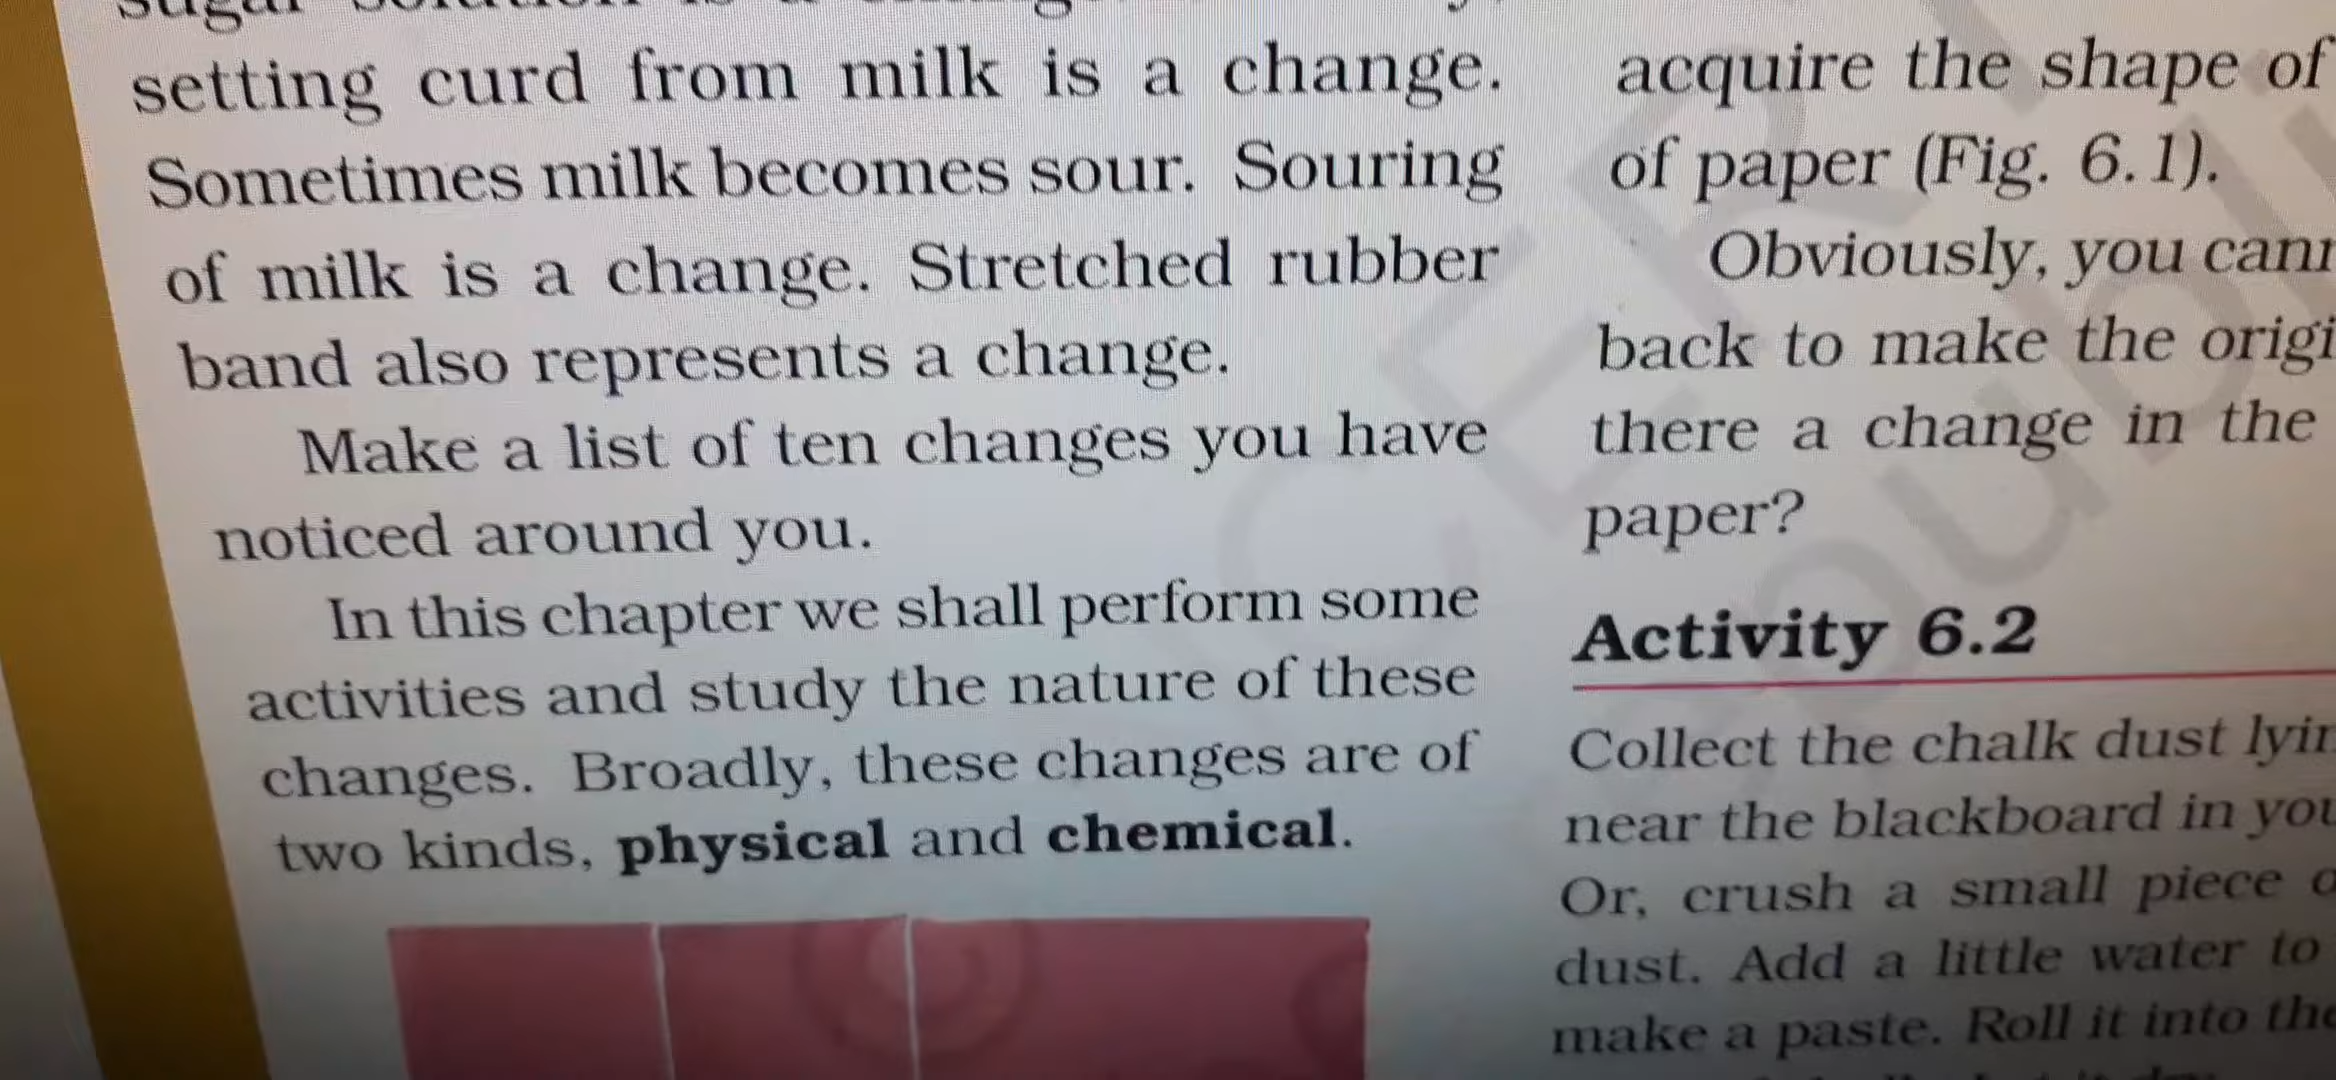 setting curd from milk is a change.
Sometimes milk becomes sour. Souring
of milk is a change. Stretched rubber
band also represents a change.
Make a list of ten changes you have
noticed around you.
In this chapter we shall perform some
activities and study the nature of these
changes. Broadly, these changes are of
two kinds, physical and chemical.
acquire the shape of
of paper (Fig. 6.1).
Obviously, you
back to make the
there a change in the
paper?
Activity 6.2
Collect the chalk dust
near the blackboard in
Or, crush a small piece
dust. Add a little water to
make a paste. Roll it into